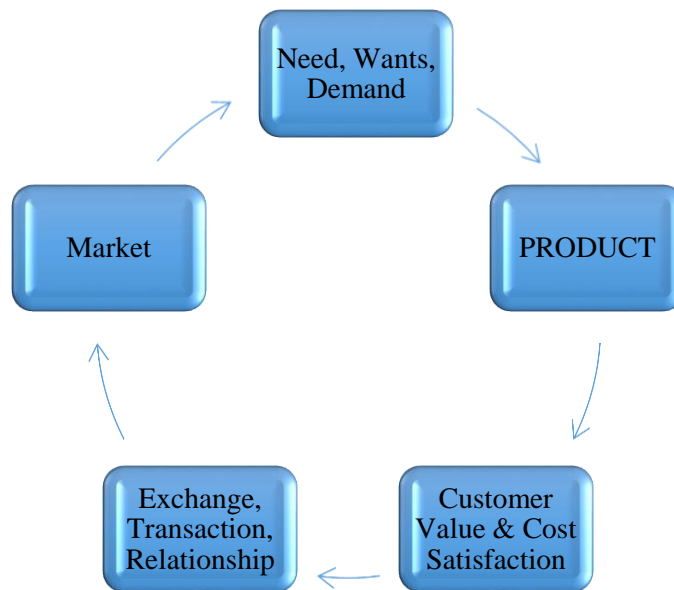 Need, Wants,
Demand
PRODUCT
Customer
Value & Cost
Satisfaction
Exchange,
Transaction,
Relationship
Market